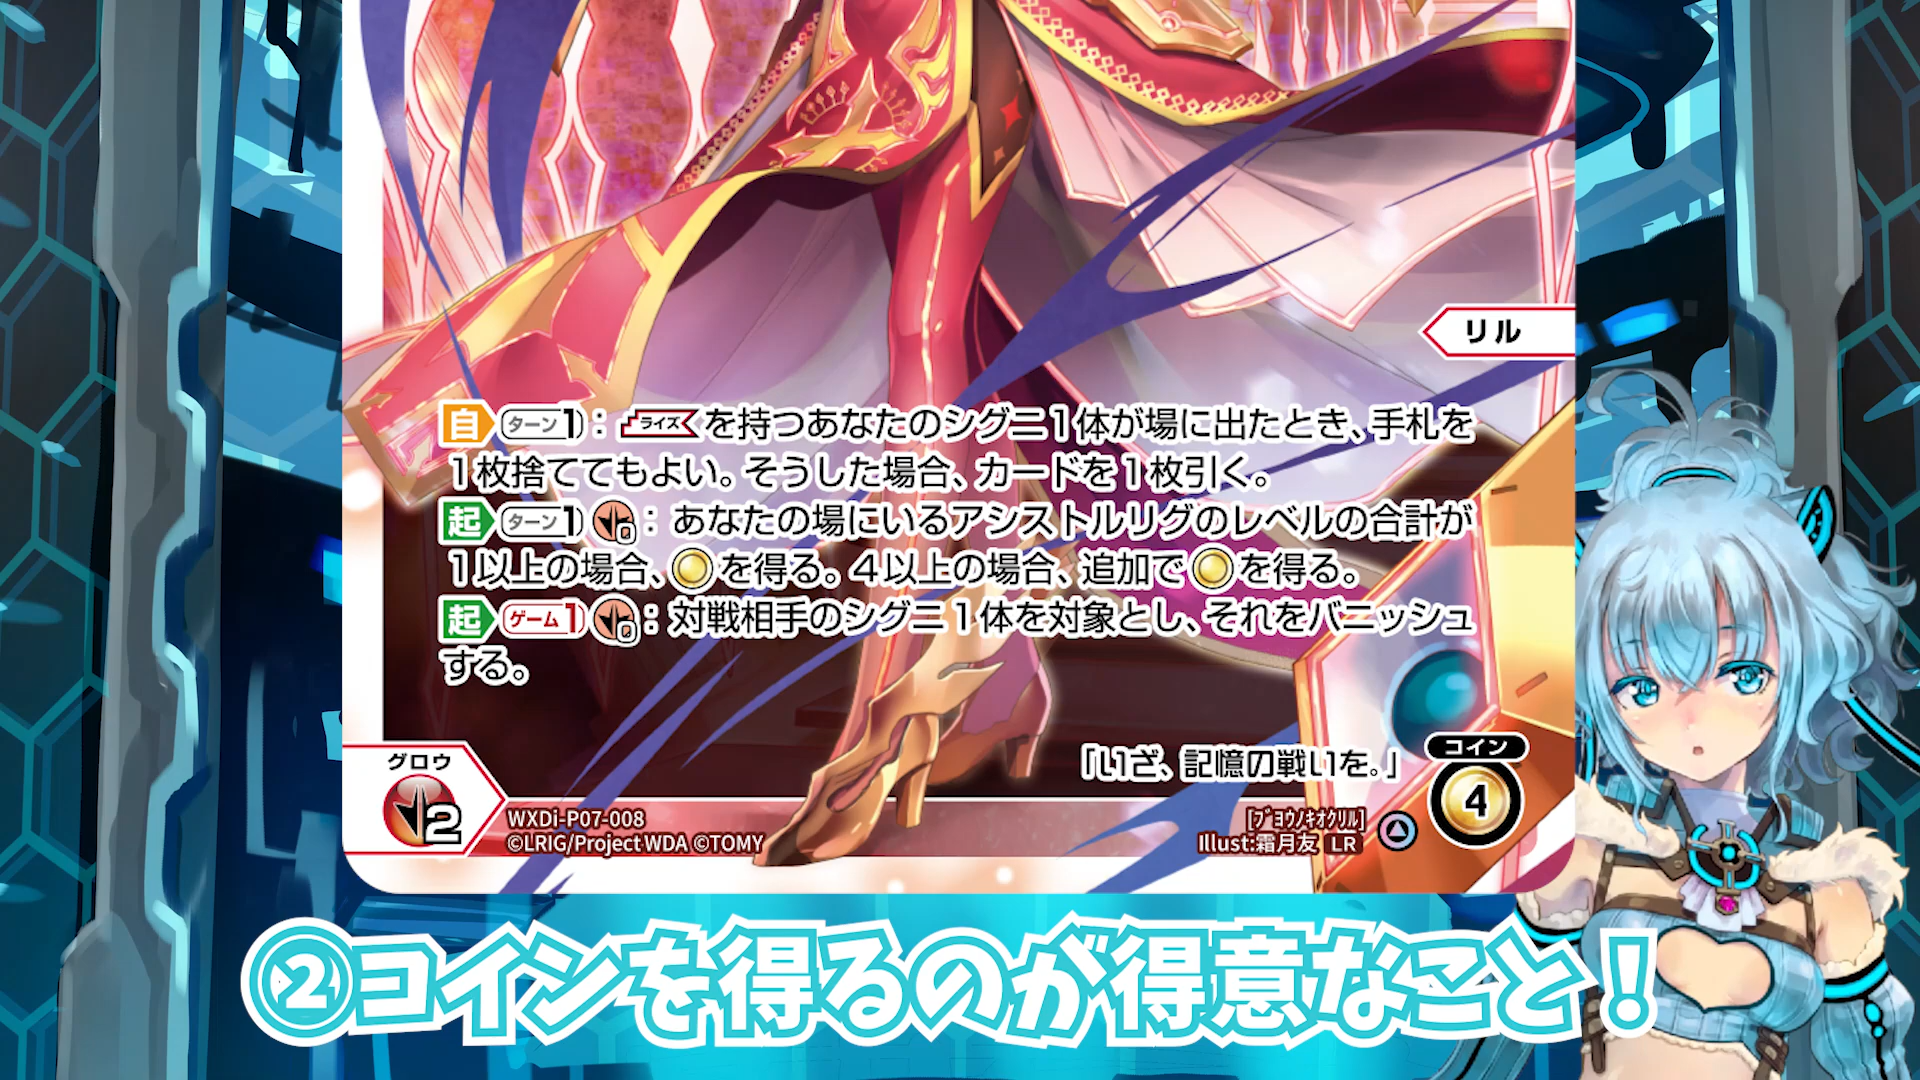 リル
自 ターン1：ライズを持つあなたのシグニ１体が場に出たとき、手札を
１枚捨ててもよい。そうした場合、カードを１枚引く。
起 ターン1 0：あなたの場にいるアシストルリグのレベルの合計が
１以上の場合、を得る。４以上の場合、追加でを得る。
起 ゲーム1 0：対戦相手のシグニ１体を対象とし、それをバニッシュ
する。
「いざ、記憶の戦いを。」
コイン
4
グロウ
2
WXDi-P07-008
©LRIG/Project WDA ©TOMY
[ブヨウノキオクリル]
Illust:霜月友 LR
②コインを得るのが得意なこと！